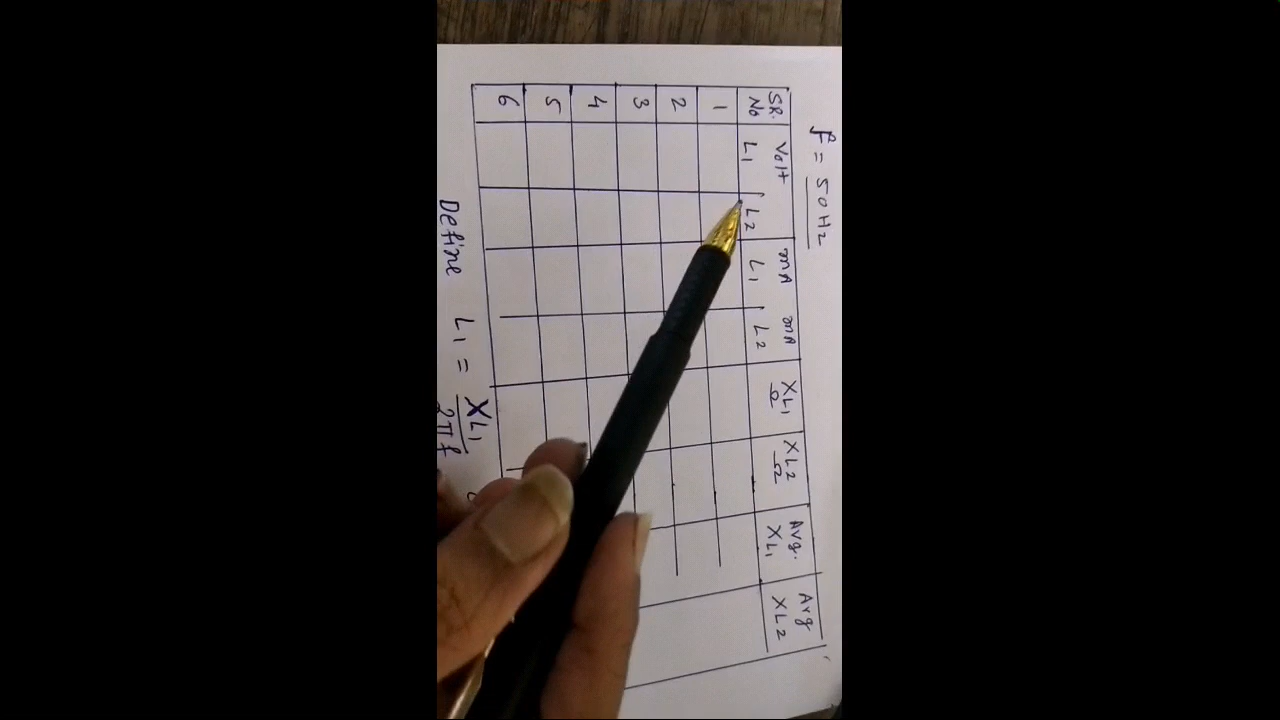 f = 50Hz
SR. No Volt mA mA XL1 Ω XL2 Ω Avg. XL1 Avg XL2
L1 L2 L1 L2
1
2
3
4
5
6
Define L1 = XL1 / 2πf